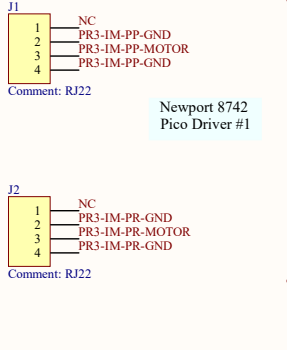 J1
1 NC
2 PR3-IM-PP-GND
3 PR3-IM-PP-MOTOR
4 PR3-IM-PP-GND
Comment: RJ22
Newport 8742
Pico Driver #1
J2
1 NC
2 PR3-IM-PR-GND
3 PR3-IM-PR-MOTOR
4 PR3-IM-PR-GND
Comment: RJ22